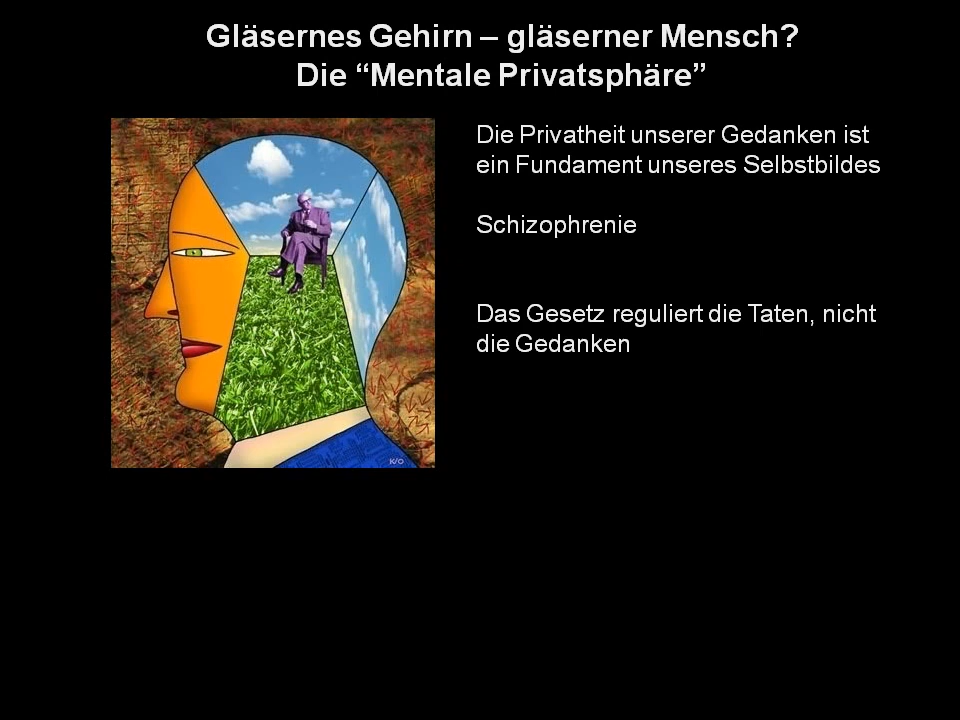 Gläsernes Gehirn – gläserner Mensch?
Die “Mentale Privatsphäre”
Die Privatheit unserer Gedanken ist
ein Fundament unseres Selbstbildes
Schizophrenie
Das Gesetz reguliert die Taten, nicht
die Gedanken
K/O